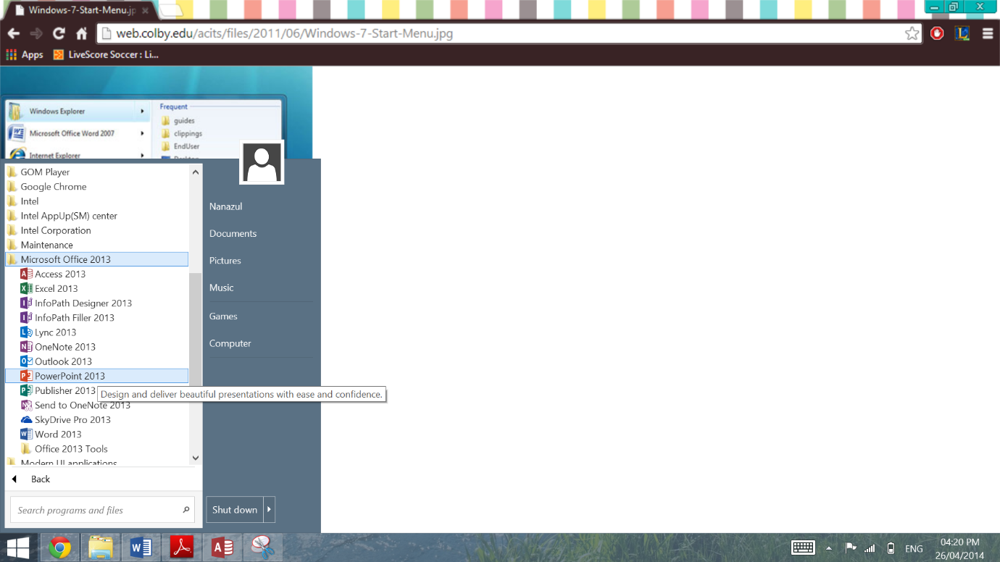 Windows-7-Start-Menu.jp
web.colby.edu/acits/files/2011/06/Windows-7-Start-Menu.jpg
Apps LiveScore Soccer : Li...
Windows Explorer
Microsoft Office Word 2007
Internet Explorer
Frequent
guides
clippings
EndUser
Desktop
GOM Player
Google Chrome
Intel
Intel AppUp(SM) center
Intel Corporation
Maintenance
Microsoft Office 2013
Access 2013
Excel 2013
InfoPath Designer 2013
InfoPath Filler 2013
Lync 2013
OneNote 2013
Outlook 2013
PowerPoint 2013
Publisher 2013
Design and deliver beautiful presentations with ease and confidence.
Send to OneNote 2013
SkyDrive Pro 2013
Word 2013
Office 2013 Tools
Modern UI applications
Back
Search programs and files
Nanazul
Documents
Pictures
Music
Games
Computer
Shut down
ENG
04:20 PM
26/04/2014